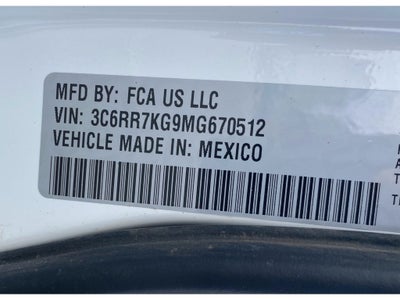 MFD BY: FCA US LLC
VIN: 3C6RR7KG9MG670512
VEHICLE MADE IN: MEXICO